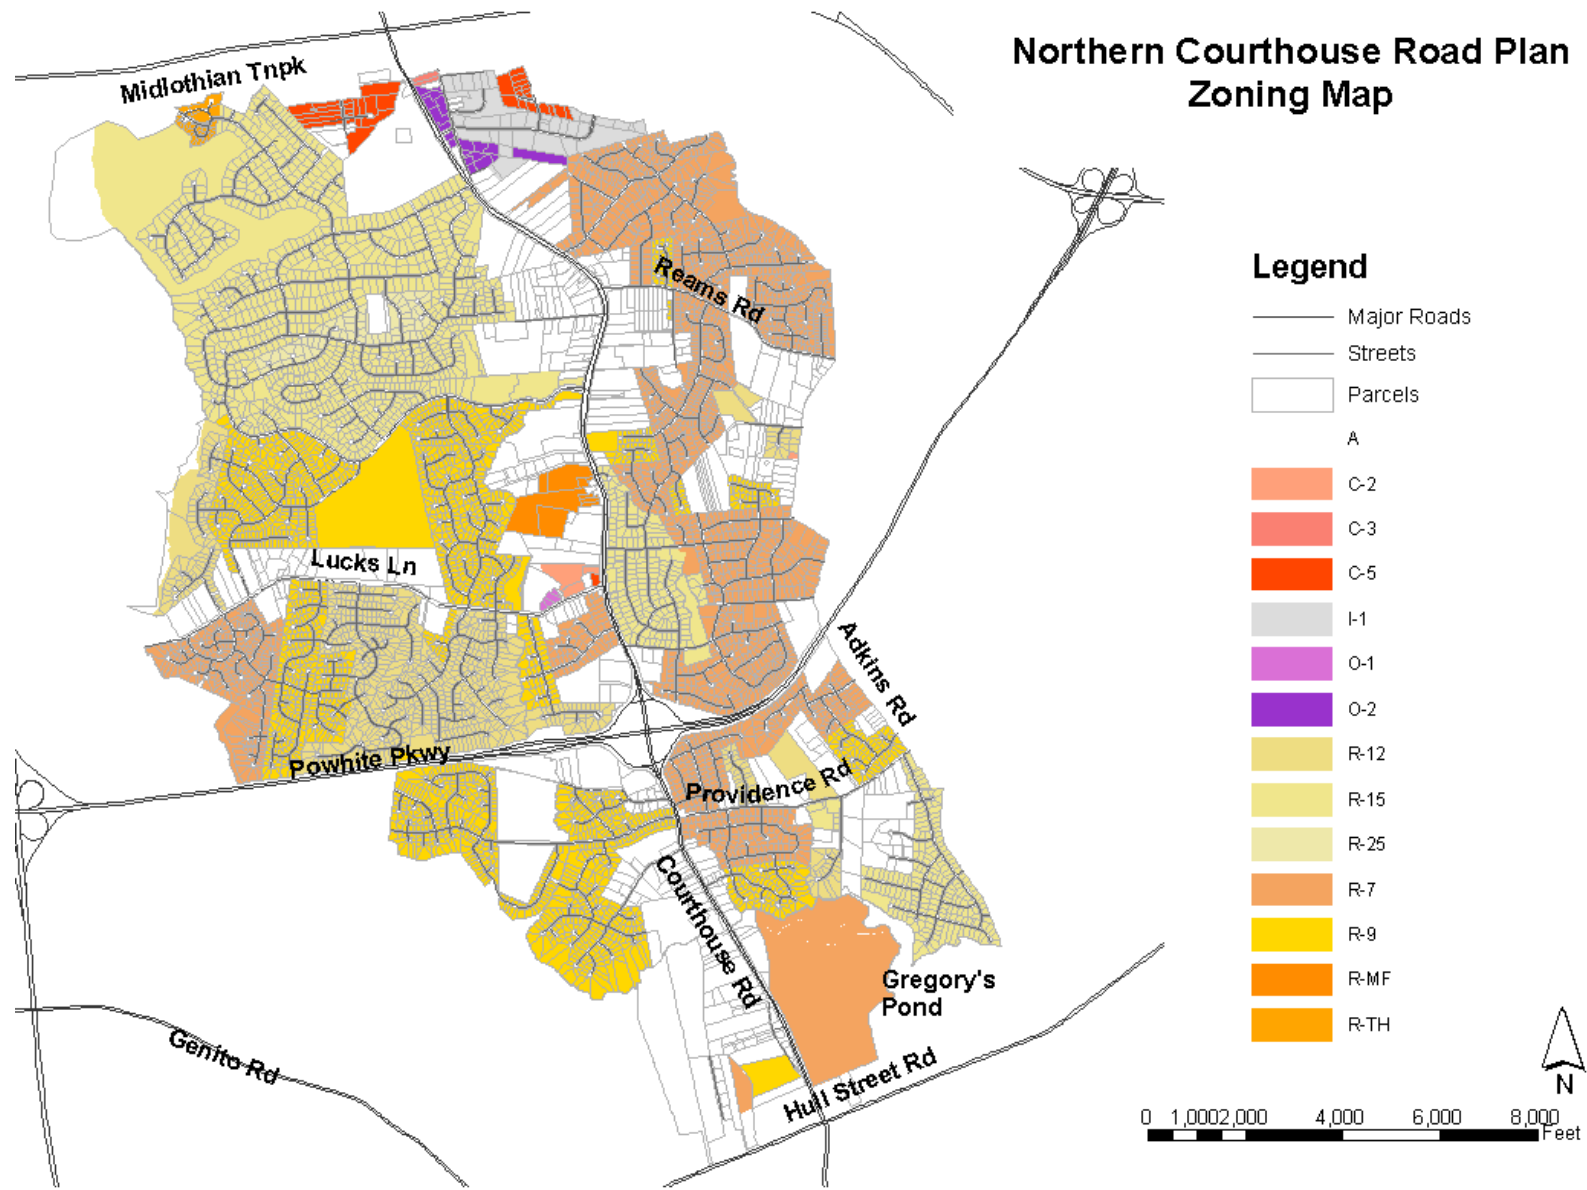 Northern Courthouse Road Plan
Zoning Map
Midlothian Tnpk
Reams Rd
Lucks Ln
Adkins Rd
Powhite Pkwy
Providence Rd
Courthouse Rd
Gregory's
Pond
Genito Rd
Hull Street Rd
Legend
Major Roads
Streets
Parcels
A
C-2
C-3
C-5
I-1
O-1
O-2
R-12
R-15
R-25
R-7
R-9
R-MF
R-TH
N
0 1,000 2,000 4,000 6,000 8,000
Feet